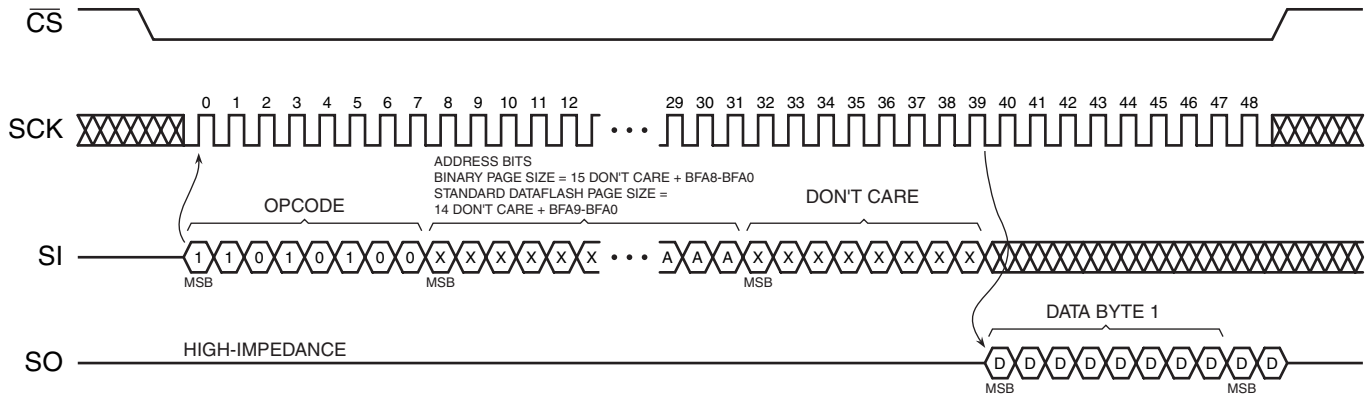 CS
SCK
0 1 2 3 4 5 6 7 8 9 10 11 12 29 30 31 32 33 34 35 36 37 38 39 40 41 42 43 44 45 46 47 48
ADDRESS BITS
BINARY PAGE SIZE = 15 DON'T CARE + BFA8-BFA0
STANDARD DATAFLASH PAGE SIZE =
14 DON'T CARE + BFA9-BFA0
OPCODE
DON'T CARE
SI
1 1 0 1 0 1 0 0 X X X X X X A A A X X X X X X X X
MSB MSB MSB
DATA BYTE 1
SO
HIGH-IMPEDANCE
D D D D D D D D D D
MSB MSB